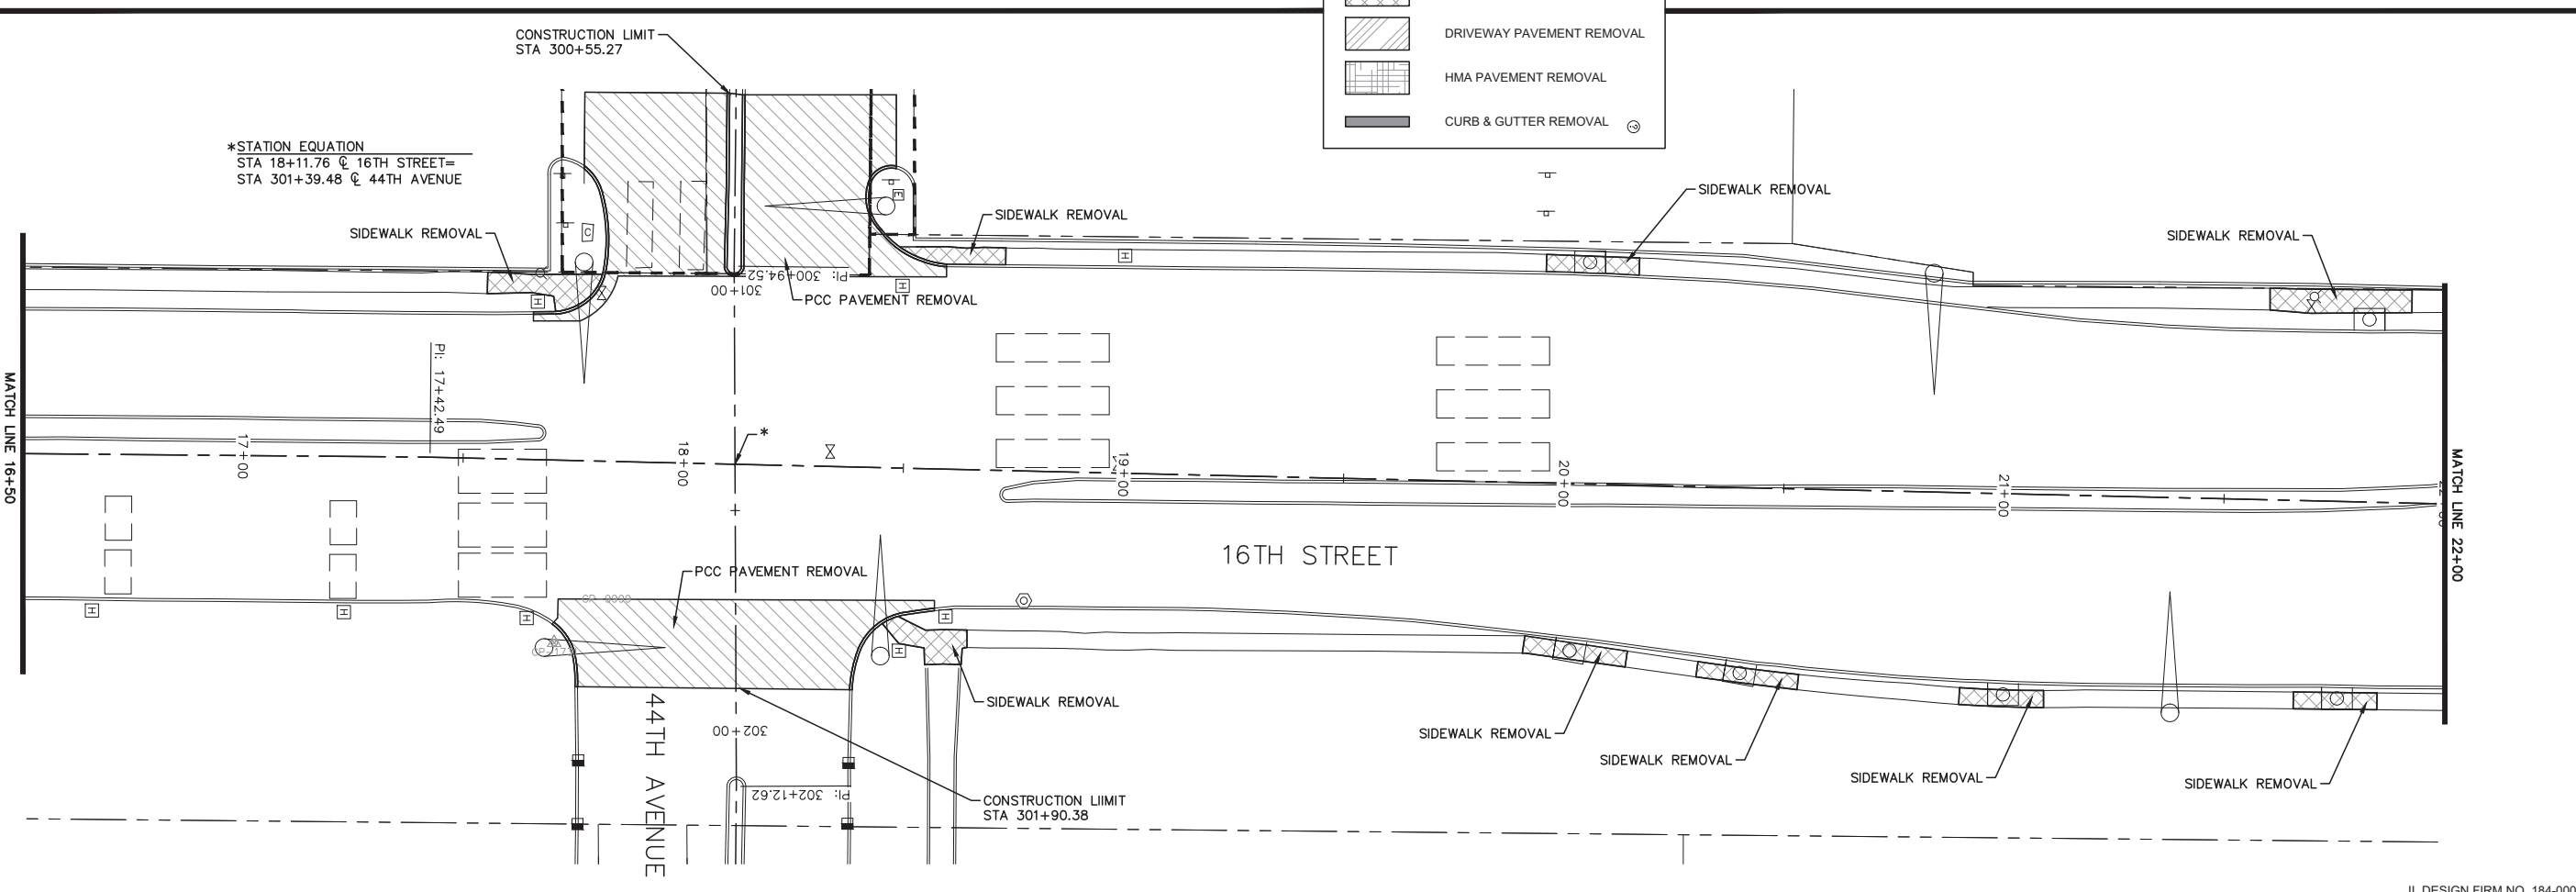 CONSTRUCTION LIMIT
STA 300+55.27
DRIVEWAY PAVEMENT REMOVAL
HMA PAVEMENT REMOVAL
CURB & GUTTER REMOVAL
?
*STATION EQUATION
STA 18+11.76 ℄ 16TH STREET=
STA 301+39.48 ℄ 44TH AVENUE
SIDEWALK REMOVAL
C
E
SIDEWALK REMOVAL
SIDEWALK REMOVAL
SIDEWALK REMOVAL
H
H
H
PI: 300+94.52
301+00
PCC PAVEMENT REMOVAL
MATCH LINE 16+50
PI: 17+42.49
17+00
18+00
*
19+00
20+00
21+00
MATCH LINE 22+00
16TH STREET
PCC PAVEMENT REMOVAL
H
H
H
H
H
44TH AVENUE
302+00
PI: 302+12.62
SIDEWALK REMOVAL
SIDEWALK REMOVAL
SIDEWALK REMOVAL
SIDEWALK REMOVAL
SIDEWALK REMOVAL
CONSTRUCTION LIIMIT
STA 301+90.38